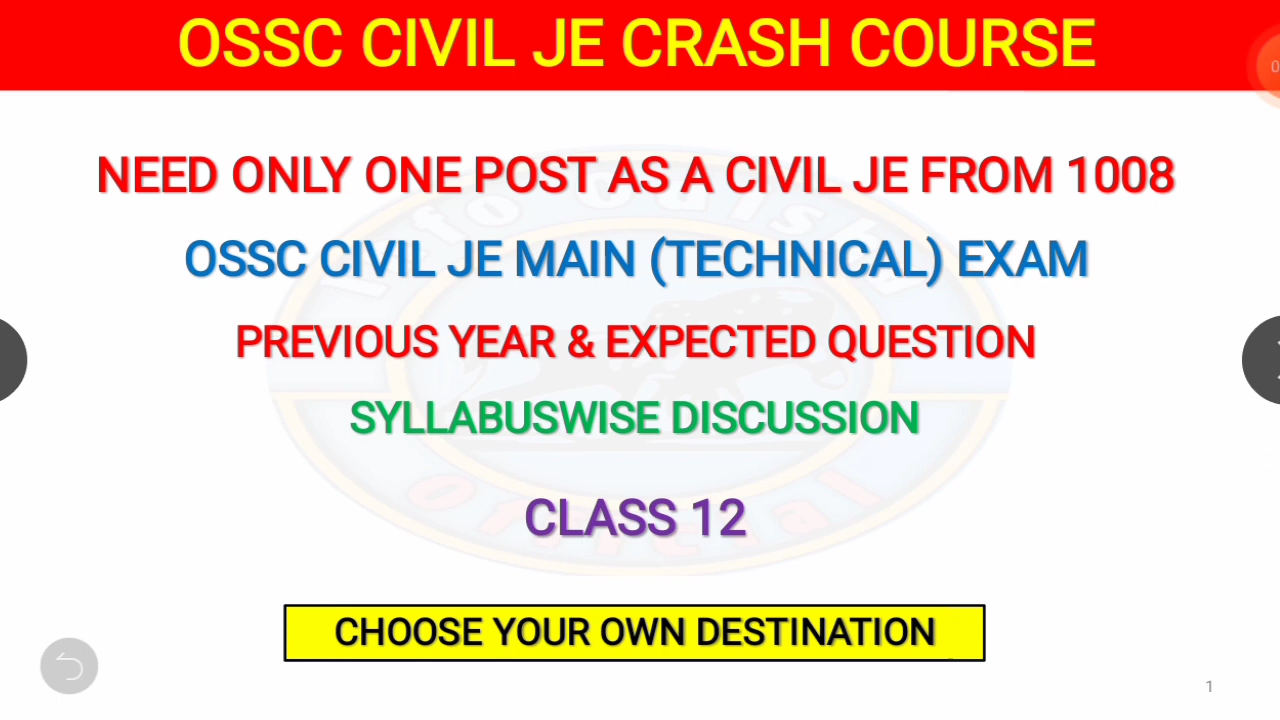 OSSC CIVIL JE CRASH COURSE
NEED ONLY ONE POST AS A CIVIL JE FROM 1008
OSSC CIVIL JE MAIN (TECHNICAL) EXAM
PREVIOUS YEAR & EXPECTED QUESTION
SYLLABUSWISE DISCUSSION
CLASS 12
CHOOSE YOUR OWN DESTINATION
1